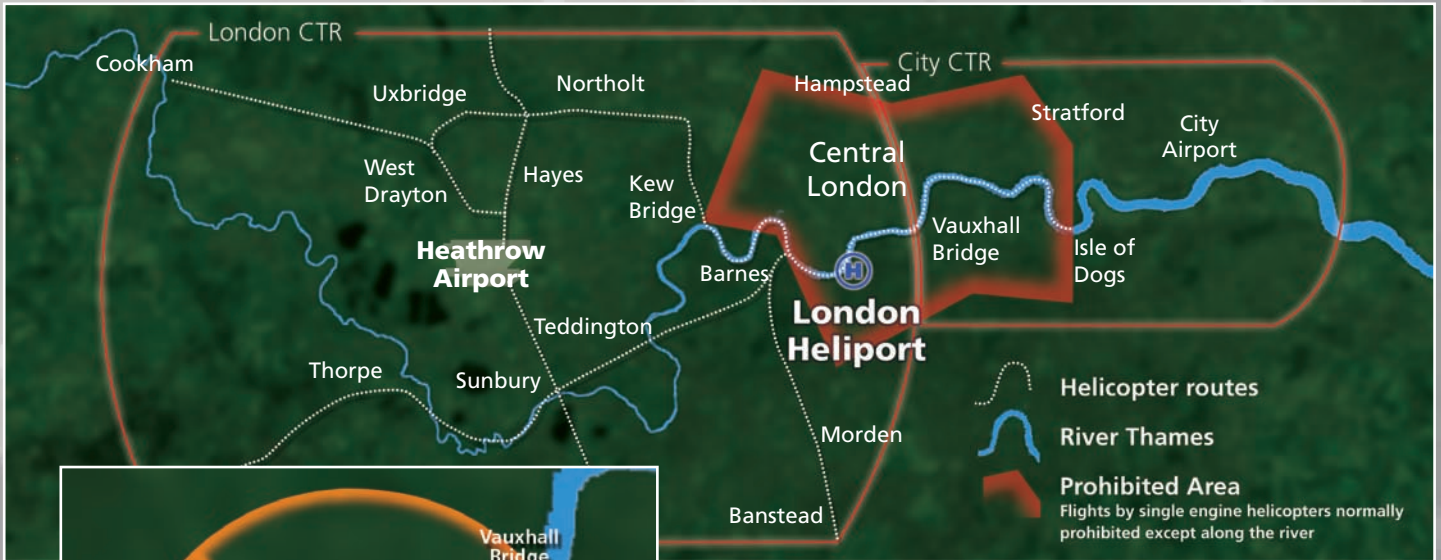 London CTR
City CTR
Cookham
Uxbridge
Northolt
Hampstead
Stratford
City
Airport
Central
London
West
Drayton
Hayes
Kew
Bridge
Heathrow
Airport
Barnes
Vauxhall
Bridge
Isle of
Dogs
H
London
Heliport
Teddington
Thorpe
Sunbury
Morden
Banstead
Helicopter routes
River Thames
Prohibited Area
Flights by single engine helicopters normally
prohibited except along the river
Vauxhall
Bridge